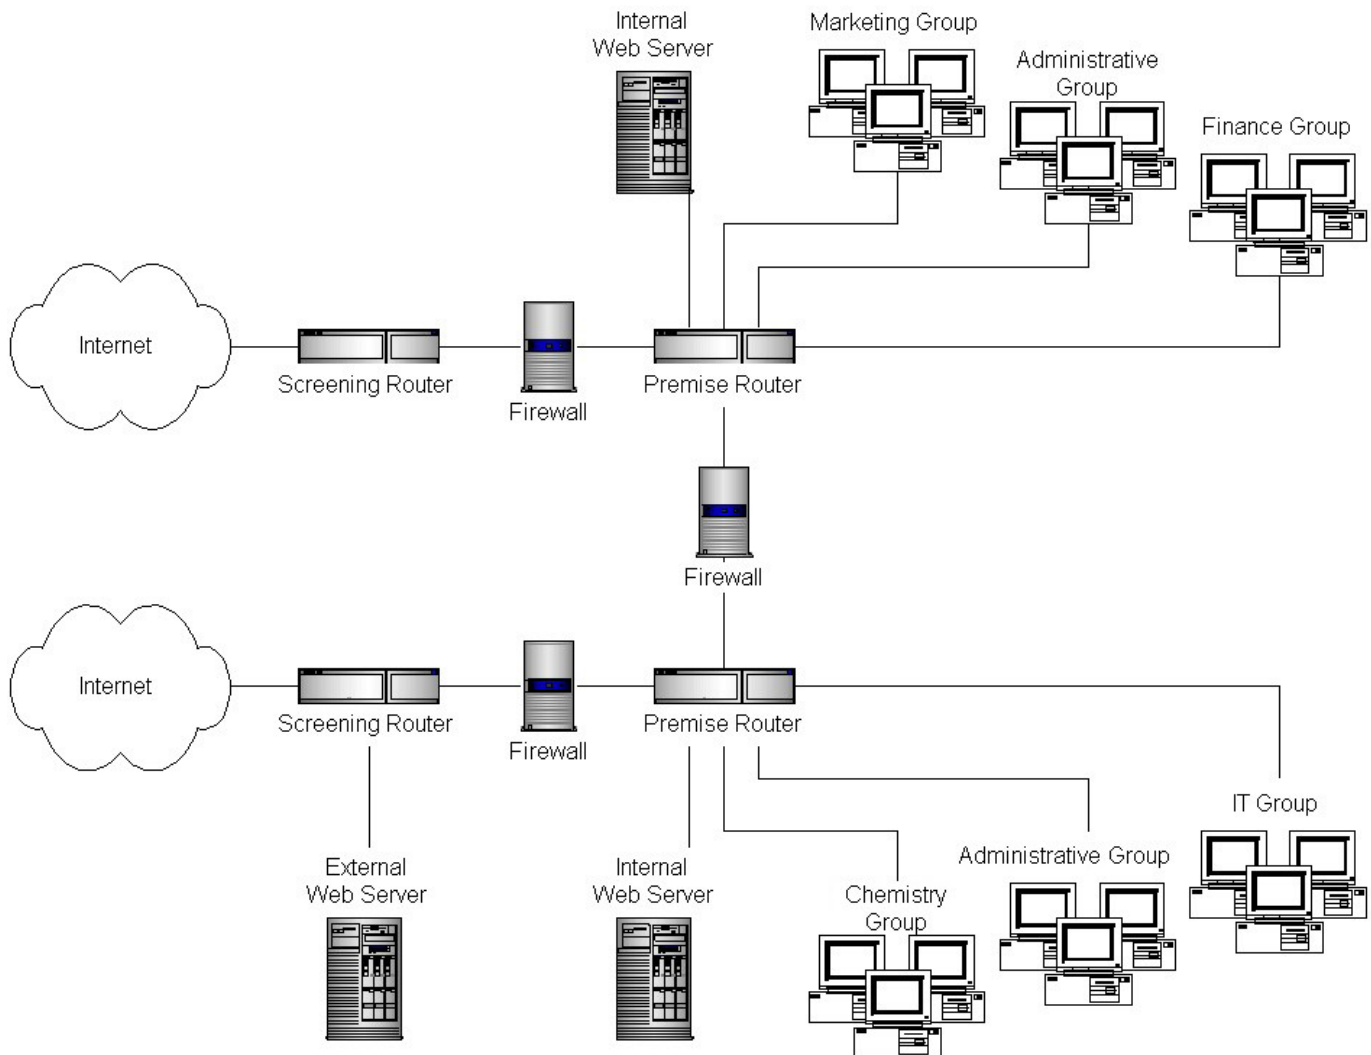 Internal
Web Server
Marketing Group
Administrative
Group
Finance Group
Internet
Screening Router
Firewall
Premise Router
Firewall
Internet
Screening Router
Firewall
Premise Router
IT Group
Administrative Group
External
Web Server
Internal
Web Server
Chemistry
Group